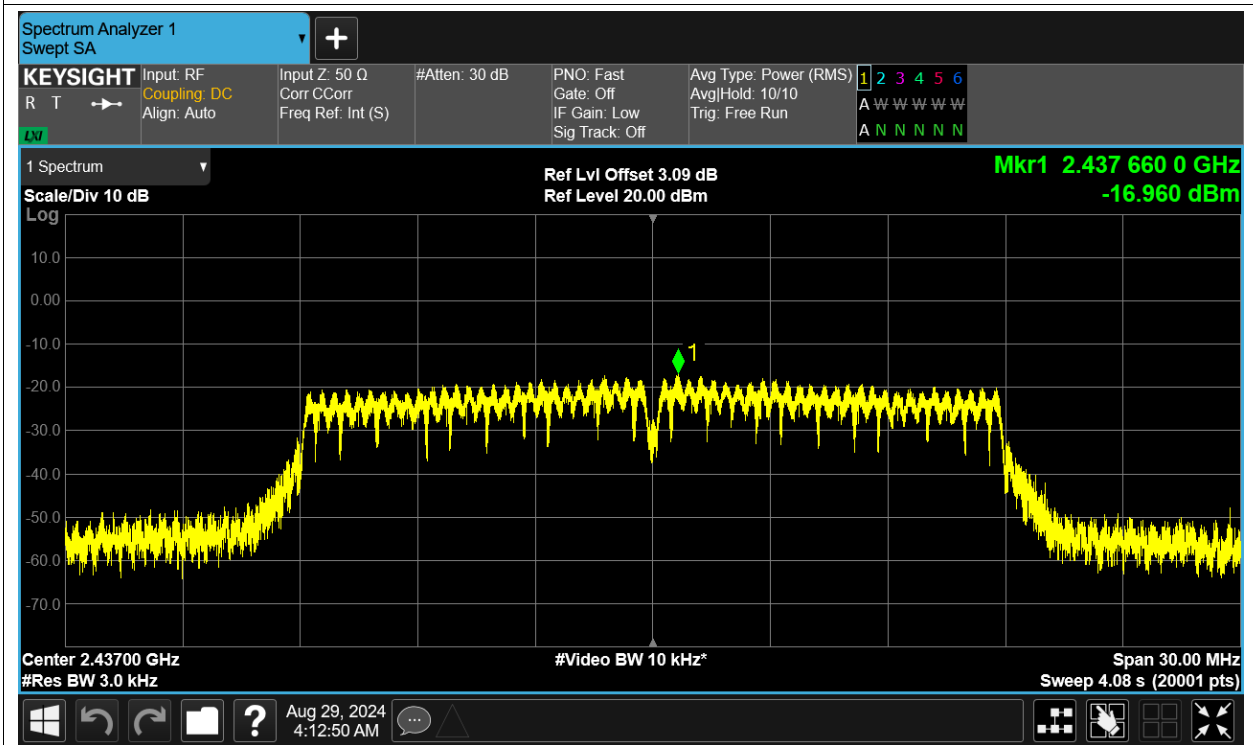 Spectrum Analyzer 1
Swept SA
KEYSIGHT
R T
LXI
Input: RF
Coupling: DC
Align: Auto
Input Z: 50 Ω
Corr CCorr
Freq Ref: Int (S)
#Atten: 30 dB
PNO: Fast
Gate: Off
IF Gain: Low
Sig Track: Off
Avg Type: Power (RMS)
Avg|Hold: 10/10
Trig: Free Run
1 2 3 4 5 6
A W W W W W
A N N N N N
1 Spectrum
Scale/Div 10 dB
Log
Ref Lvl Offset 3.09 dB
Ref Level 20.00 dBm
Mkr1 2.437 660 0 GHz
-16.960 dBm
10.0
0.00
-10.0
1
-20.0
-30.0
-40.0
-50.0
-60.0
-70.0
Center 2.43700 GHz
#Res BW 3.0 kHz
#Video BW 10 kHz*
Span 30.00 MHz
Sweep 4.08 s (20001 pts)
?
Aug 29, 2024
4:12:50 AM